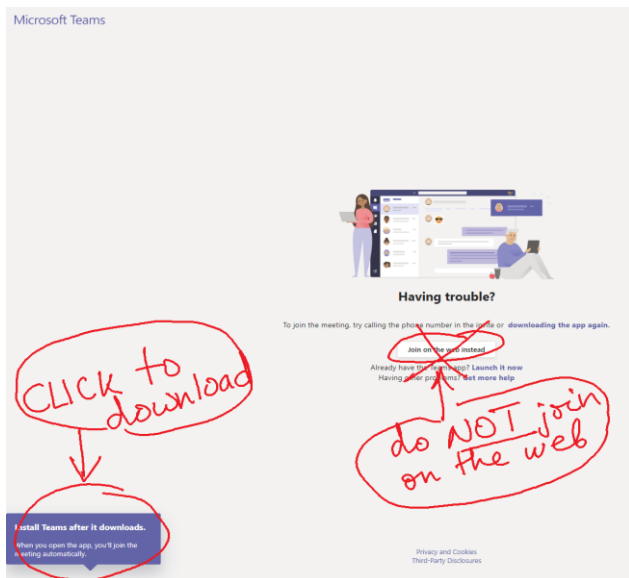 Microsoft Teams
Having trouble?
To join the meeting, try calling the phone number in the invite or downloading the app again.
Join on the web instead
Already have the Teams app? Launch it now
Having other problems? Get more help
CLICK to
download
do NOT join
on the web
Install Teams after it downloads.
When you open the app, you'll join the
meeting automatically.
Privacy and Cookies
Third-Party Disclosures